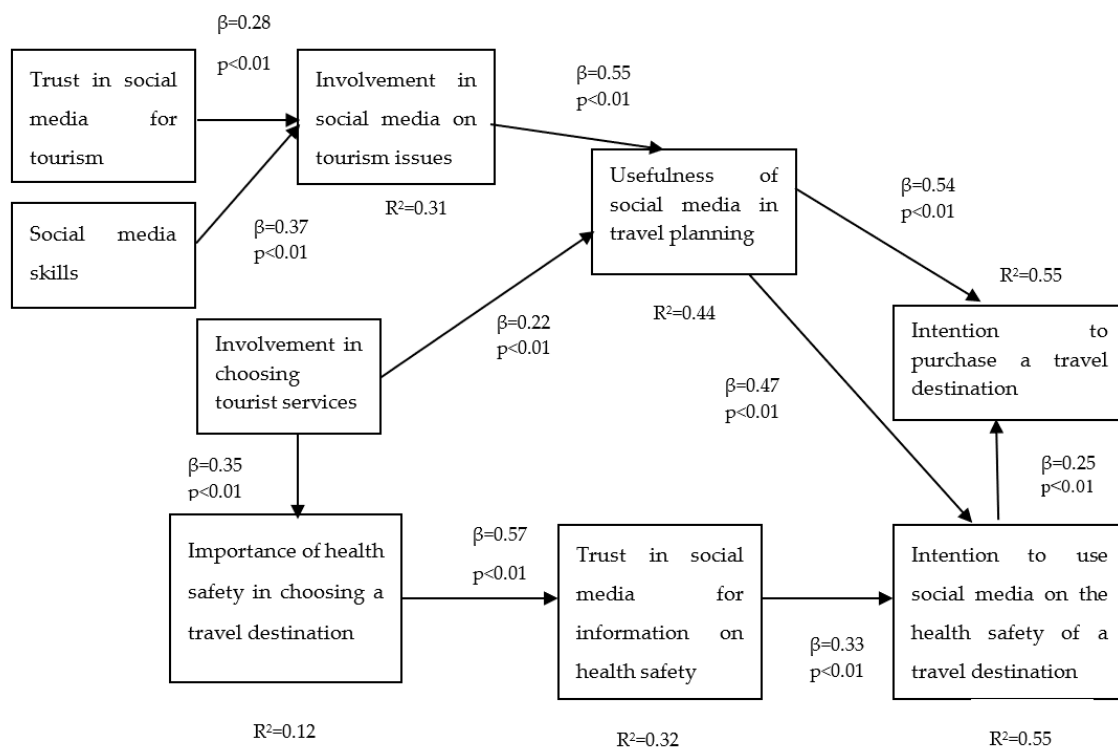 β=0.28
p<0.01
Trust in social
media for
tourism
Involvement in
social media on
tourism issues
β=0.55
p<0.01
Social media
skills
β=0.37
p<0.01
R²=0.31
Usefulness of
social media in
travel planning
β=0.54
p<0.01
R²=0.55
R²=0.44
Involvement in
choosing
tourist services
β=0.22
p<0.01
Intention to
purchase a travel
destination
β=0.47
p<0.01
β=0.35
p<0.01
β=0.25
p<0.01
Importance of health
safety in choosing a
travel destination
β=0.57
p<0.01
Trust in social
media for
information on
health safety
β=0.33
p<0.01
Intention to use
social media on the
health safety of a
travel destination
R²=0.12
R²=0.32
R²=0.55